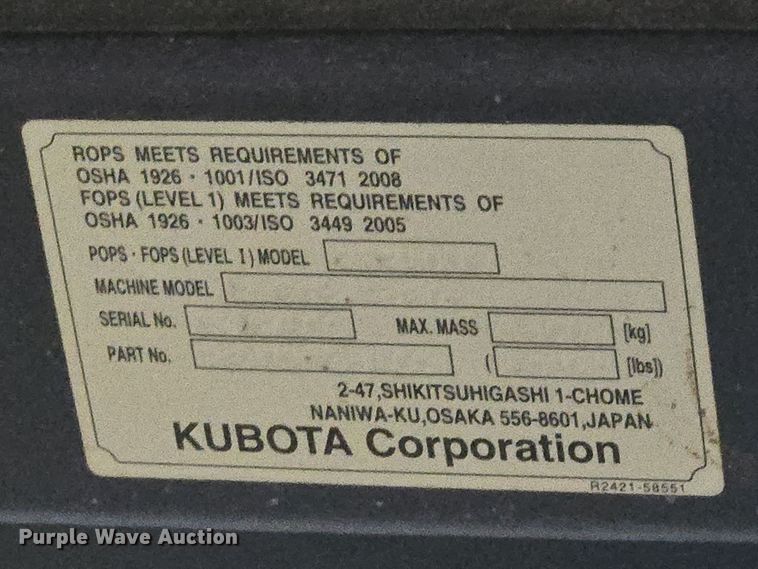 ROPS MEETS REQUIREMENTS OF
OSHA 1926・1001/ISO 3471 2008
FOPS (LEVEL 1) MEETS REQUIREMENTS OF
OSHA 1926・1003/ISO 3449 2005
POPS・FOPS (LEVEL I) MODEL
MACHINE MODEL
SERIAL No. MAX. MASS [kg]
PART No. ( [lbs])
2-47,SHIKITSUHIGASHI 1-CHOME
NANIWA-KU,OSAKA 556-8601,JAPAN
KUBOTA Corporation
R2421-58551
Purple Wave Auction